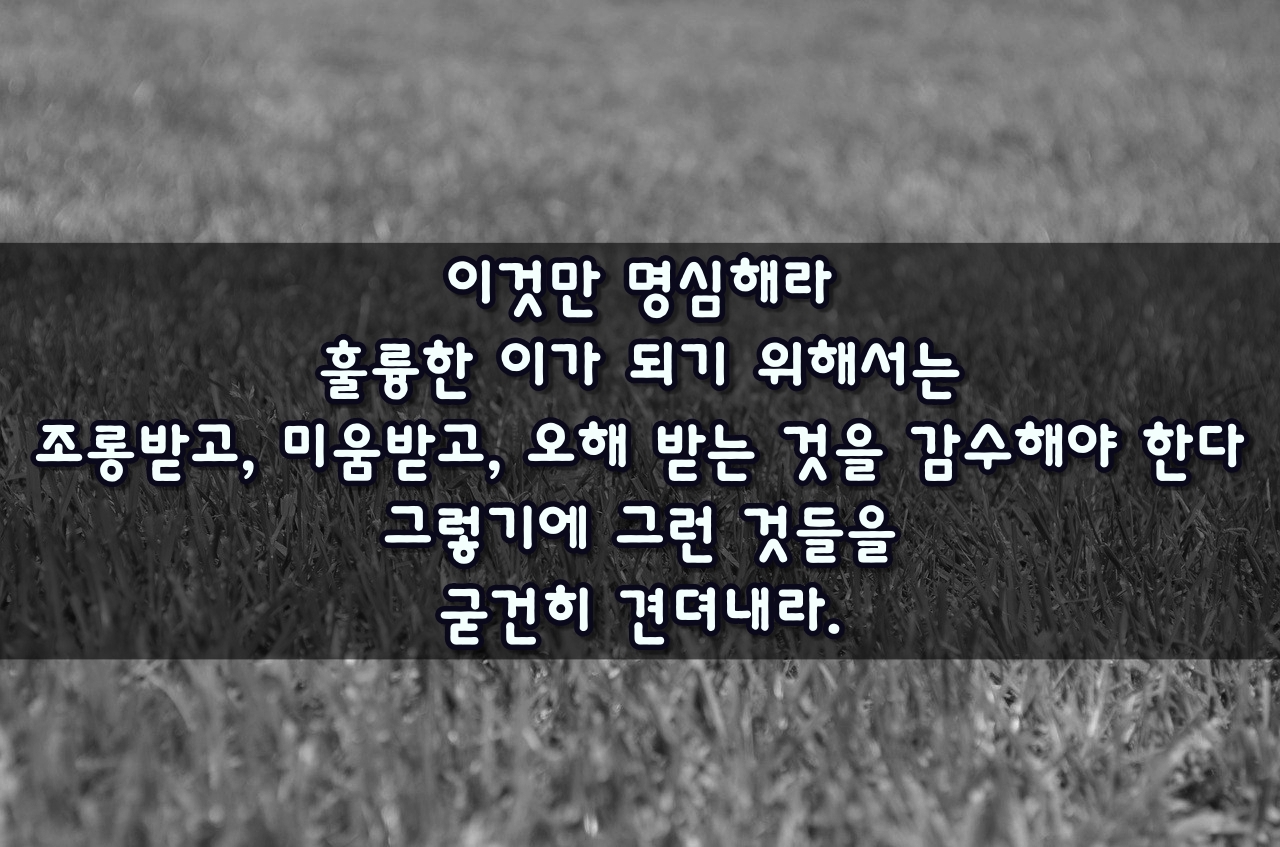 이것만 명심해라
훌륭한 이가 되기 위해서는
조롱받고, 미움받고, 오해 받는 것을 감수해야 한다
그렇기에 그런 것들을
굳건히 견뎌내라.